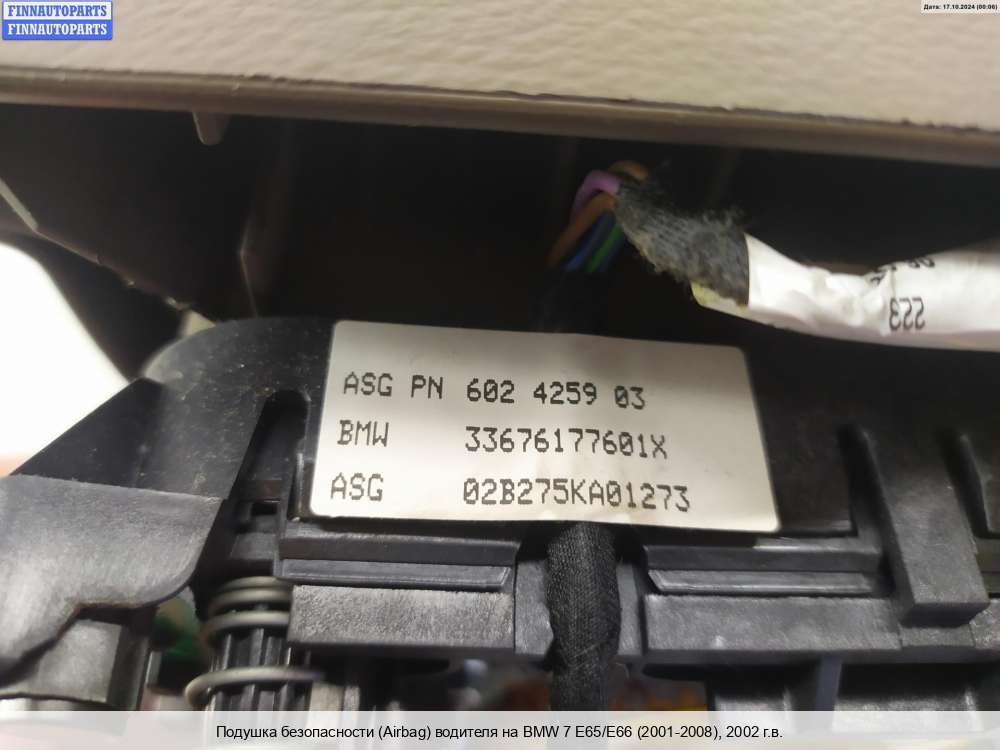 FINNAUTOPARTS
FINNAUTOPARTS
Дата: 17.10.2024 (00:06)
223
ASG PN 602 4259 03
BMW 33676177601X
ASG 02B275KA01273
Подушка безопасности (Airbag) водителя на BMW 7 E65/E66 (2001-2008), 2002 г.в.